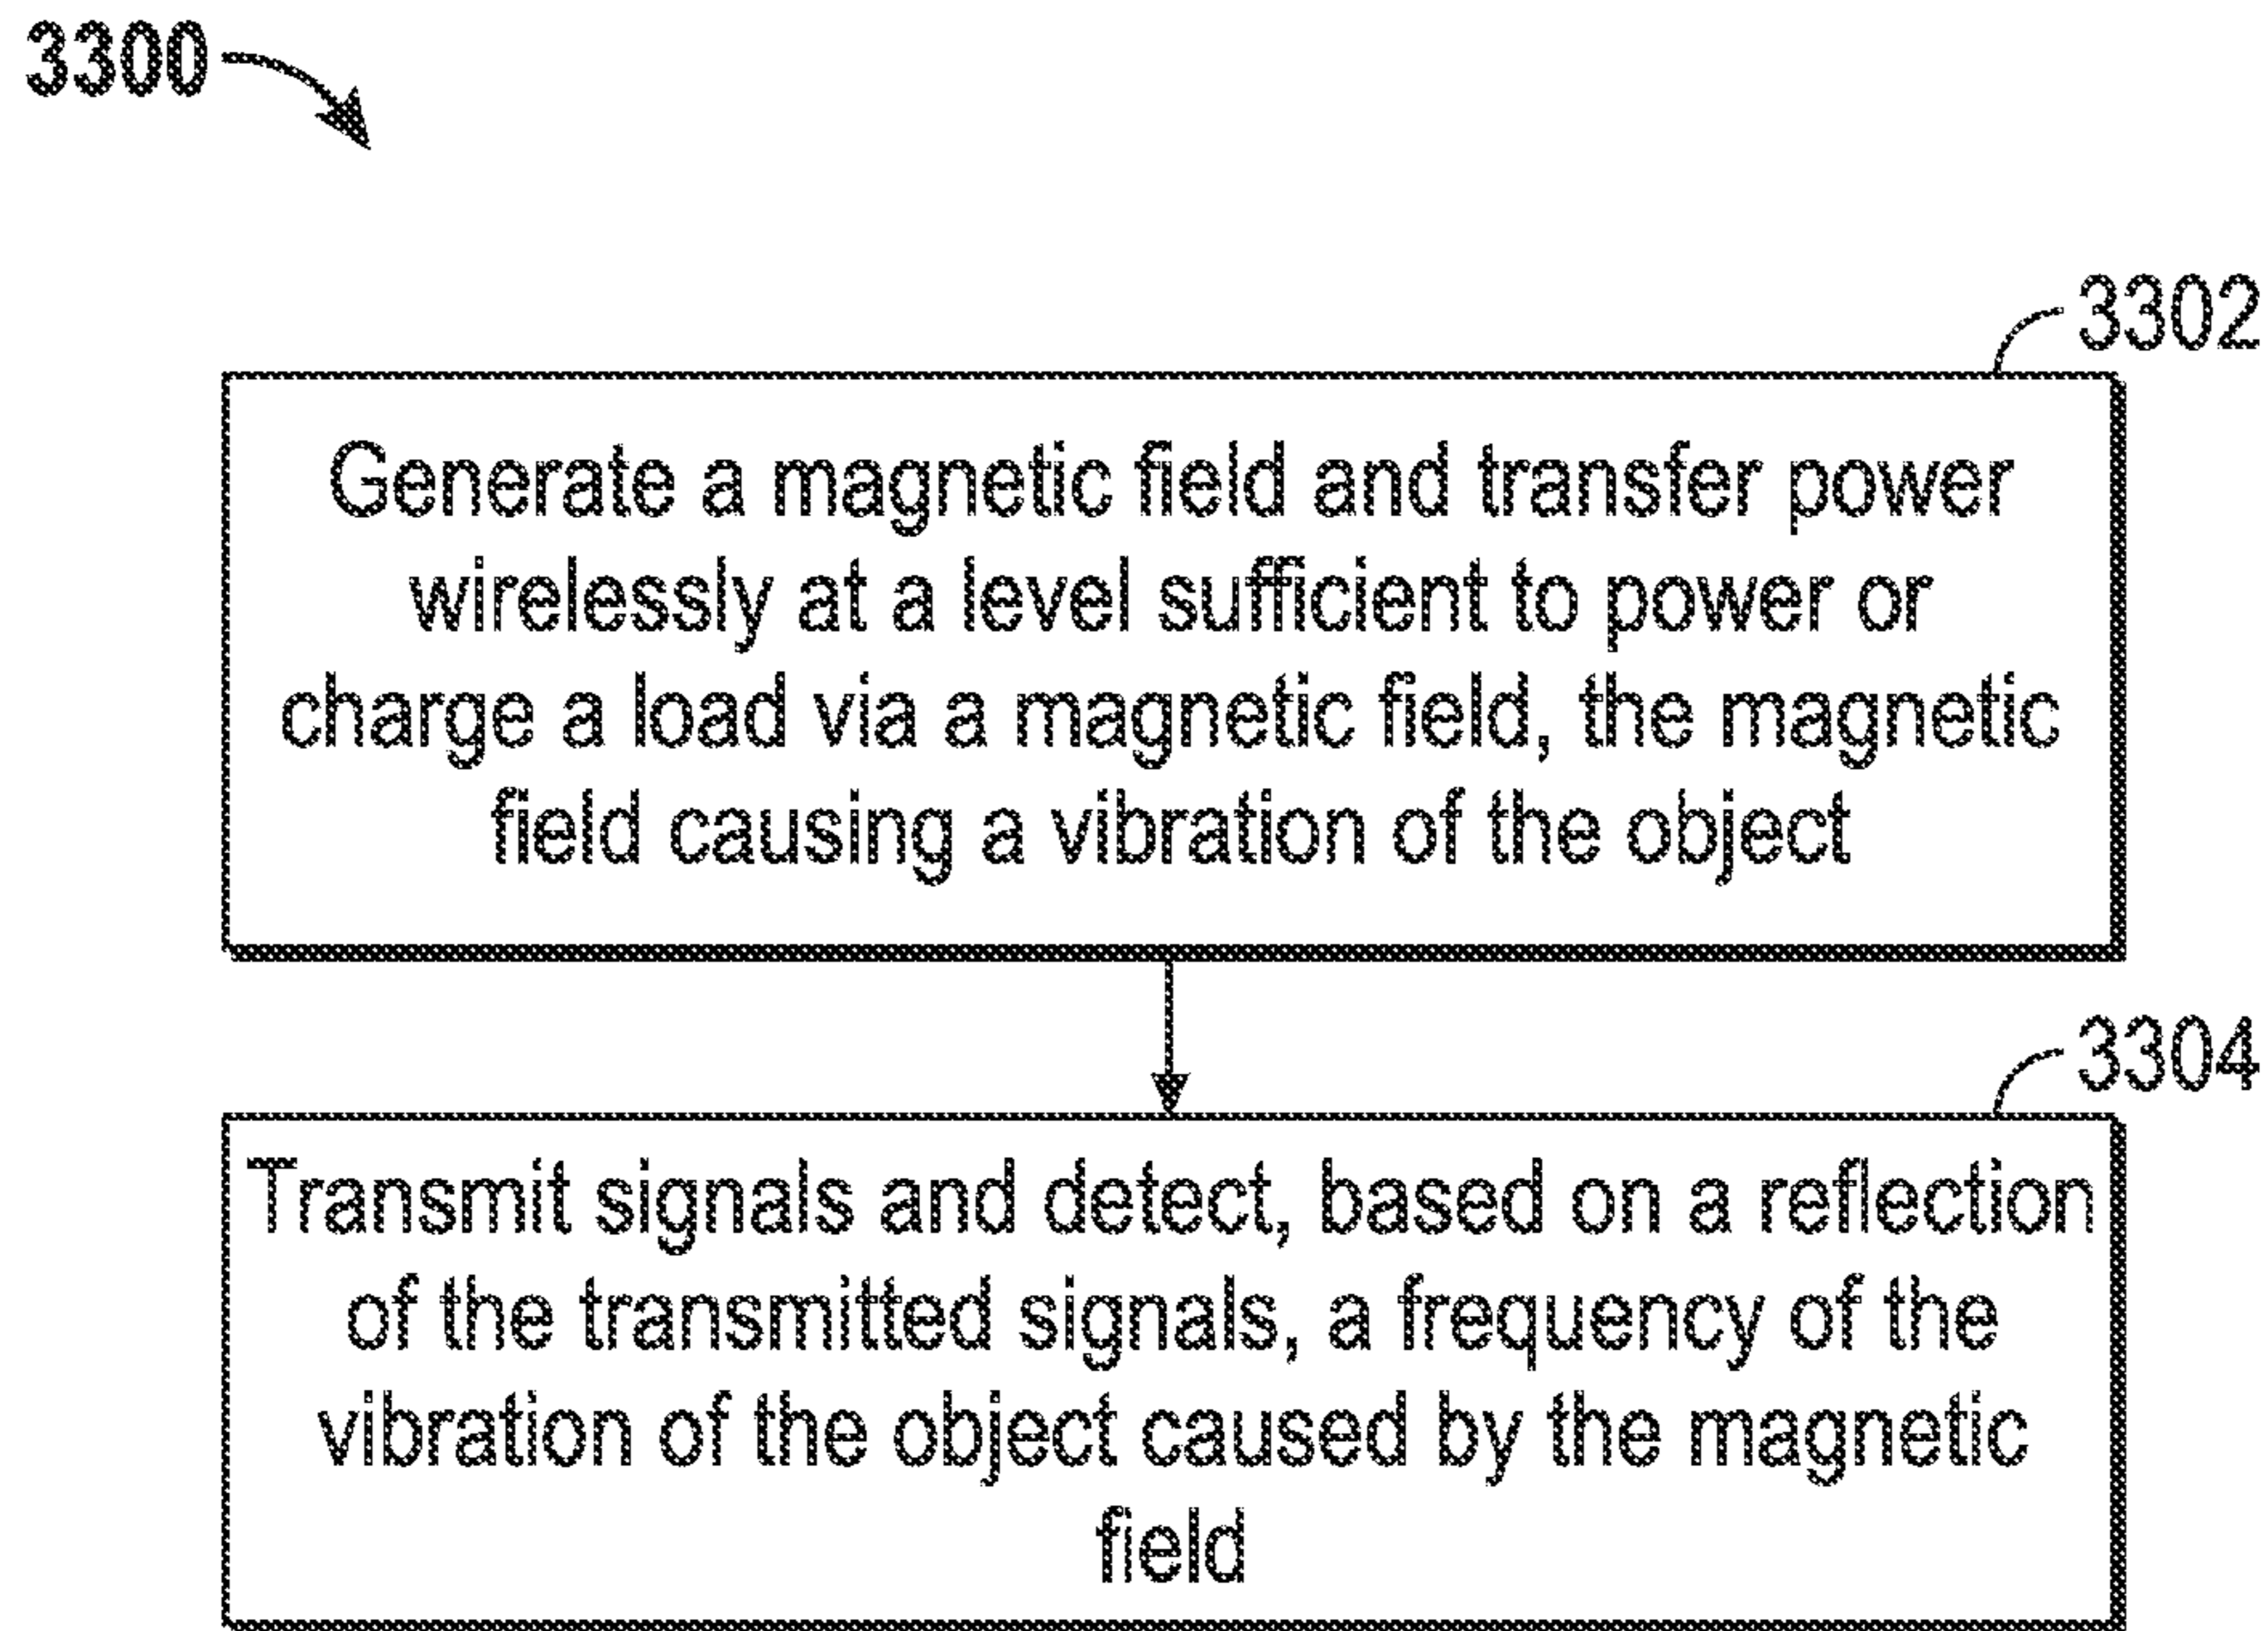 3300
3302
Generate a magnetic field and transfer power
wirelessly at a level sufficient to power or
charge a load via a magnetic field, the magnetic
field causing a vibration of the object
3304
Transmit signals and detect, based on a reflection
of the transmitted signals, a frequency of the
vibration of the object caused by the magnetic
field